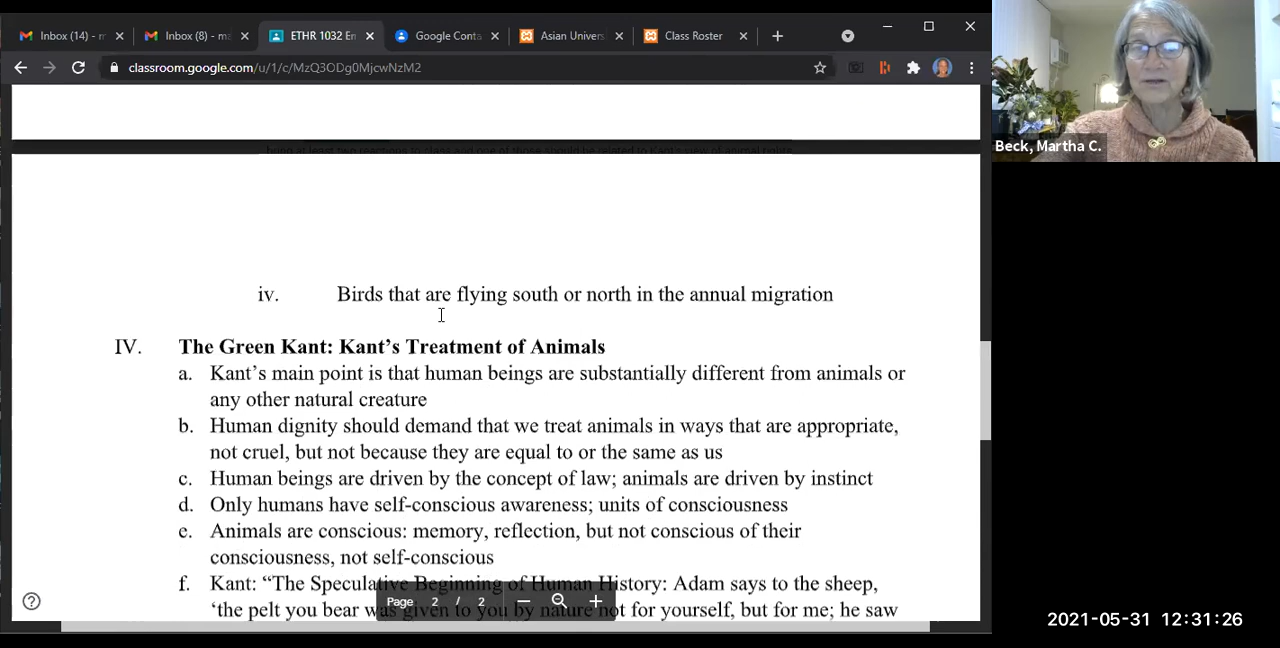 Inbox (14) - m
Inbox (8) - ma
ETHR 1032 En
Google Conta
Asian Univers
Class Roster
classroom.google.com/u/1/c/MzQ3ODg0MjcwNzM2
Beck, Martha C.
iv. Birds that are flying south or north in the annual migration
IV. The Green Kant: Kant's Treatment of Animals
a. Kant's main point is that human beings are substantially different from animals or
any other natural creature
b. Human dignity should demand that we treat animals in ways that are appropriate,
not cruel, but not because they are equal to or the same as us
c. Human beings are driven by the concept of law; animals are driven by instinct
d. Only humans have self-conscious awareness; units of consciousness
e. Animals are conscious: memory, reflection, but not conscious of their
consciousness, not self-conscious
f. Kant: “The Speculative Beginning of Human History: Adam says to the sheep,
‘the pelt you bear was given to you by nature not for yourself, but for me; he saw
Page 2 / 2
2021-05-31 12:31:26